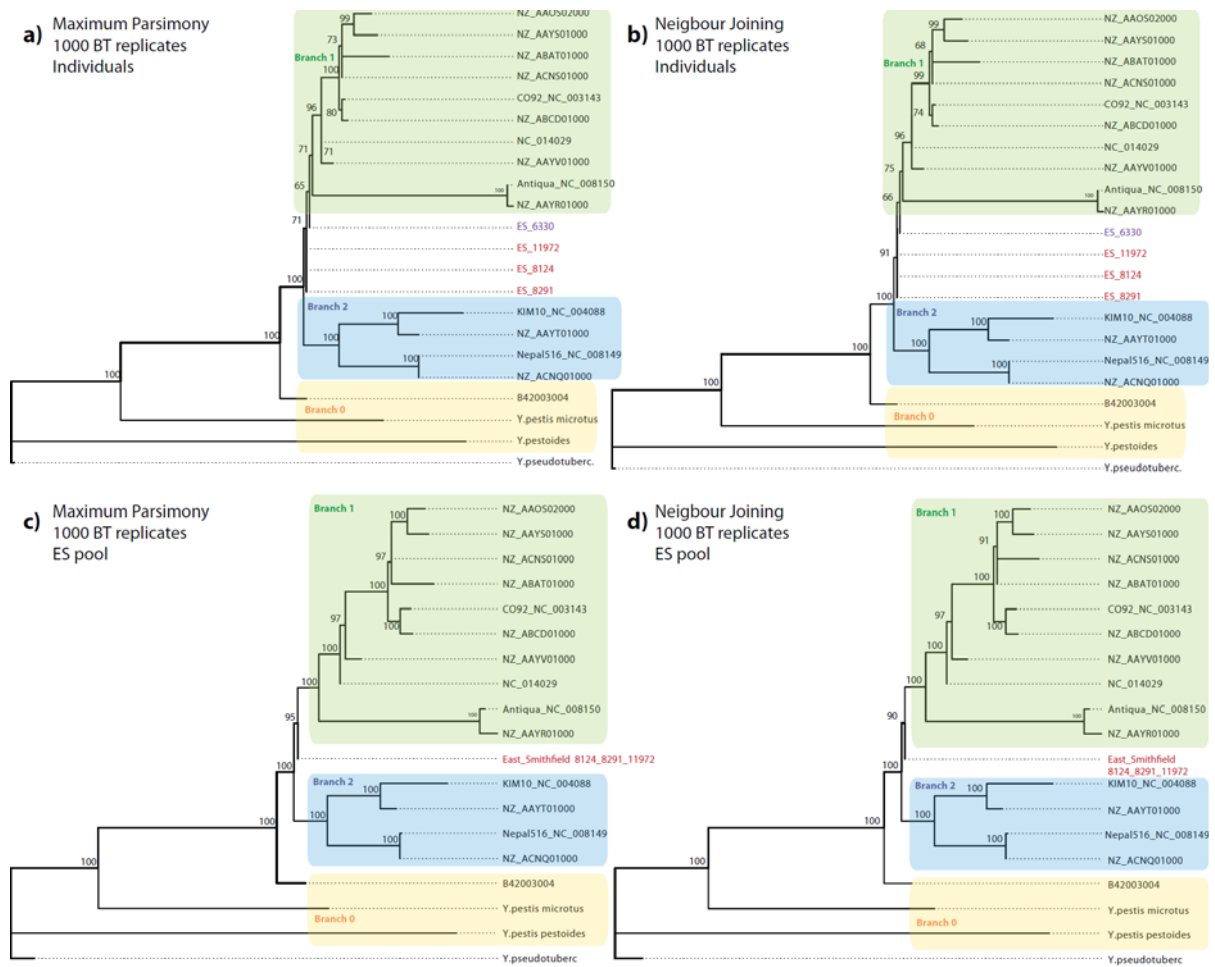 a) Maximum Parsimony
1000 BT replicates
Individuals
Branch 1
99
73
100
80
96
71
71
100
65
71
100
Branch 2
100
100
100
100
100
Branch 0
NZ_AAOS02000
NZ_AAYS01000
NZ_ABAT01000
NZ_ACNS01000
CO92_NC_003143
NZ_ABCD01000
NC_014029
NZ_AAYV01000
Antiqua_NC_008150
NZ_AAYR01000
ES_6330
ES_11972
ES_8124
ES_8291
KIM10_NC_004088
NZ_AAYT01000
Nepal516_NC_008149
NZ_ACNQ01000
B42003004
Y.pestis microtus
Y.pestoides
Y.pseudotuberc.
b) Neigbour Joining
1000 BT replicates
Individuals
Branch 1
99
68
99
74
96
75
100
66
91
100
Branch 2
100
100
100
100
Branch 0
NZ_AAOS02000
NZ_AAYS01000
NZ_ABAT01000
NZ_ACNS01000
CO92_NC_003143
NZ_ABCD01000
NC_014029
NZ_AAYV01000
Antiqua_NC_008150
NZ_AAYR01000
ES_6330
ES_11972
ES_8124
ES_8291
KIM10_NC_004088
NZ_AAYT01000
Nepal516_NC_008149
NZ_ACNQ01000
B42003004
Y.pestis microtus
Y.pestoides
Y.pseudotuberc.
c) Maximum Parsimony
1000 BT replicates
ES pool
Branch 1
100
97
100
100
97
100
100
100
95
100
Branch 2
100
100
100
100
100
Branch 0
NZ_AAOS02000
NZ_AAYS01000
NZ_ACNS01000
NZ_ABAT01000
CO92_NC_003143
NZ_ABCD01000
NZ_AAYV01000
NC_014029
Antiqua_NC_008150
NZ_AAYR01000
East_Smithfield 8124_8291_11972
KIM10_NC_004088
NZ_AAYT01000
Nepal516_NC_008149
NZ_ACNQ01000
B42003004
Y.pestis microtus
Y.pestis pestoides
Y.pseudotuberc
d) Neigbour Joining
1000 BT replicates
ES pool
Branch 1
100
91
100
100
97
100
100
100
90
100
Branch 2
100
100
100
100
100
Branch 0
NZ_AAOS02000
NZ_AAYS01000
NZ_ACNS01000
NZ_ABAT01000
CO92_NC_003143
NZ_ABCD01000
NZ_AAYV01000
NC_014029
Antiqua_NC_008150
NZ_AAYR01000
East_Smithfield
8124_8291_11972
KIM10_NC_004088
NZ_AAYT01000
Nepal516_NC_008149
NZ_ACNQ01000
B42003004
Y.pestis microtus
Y.pestis pestoides
Y.pseudotuberc